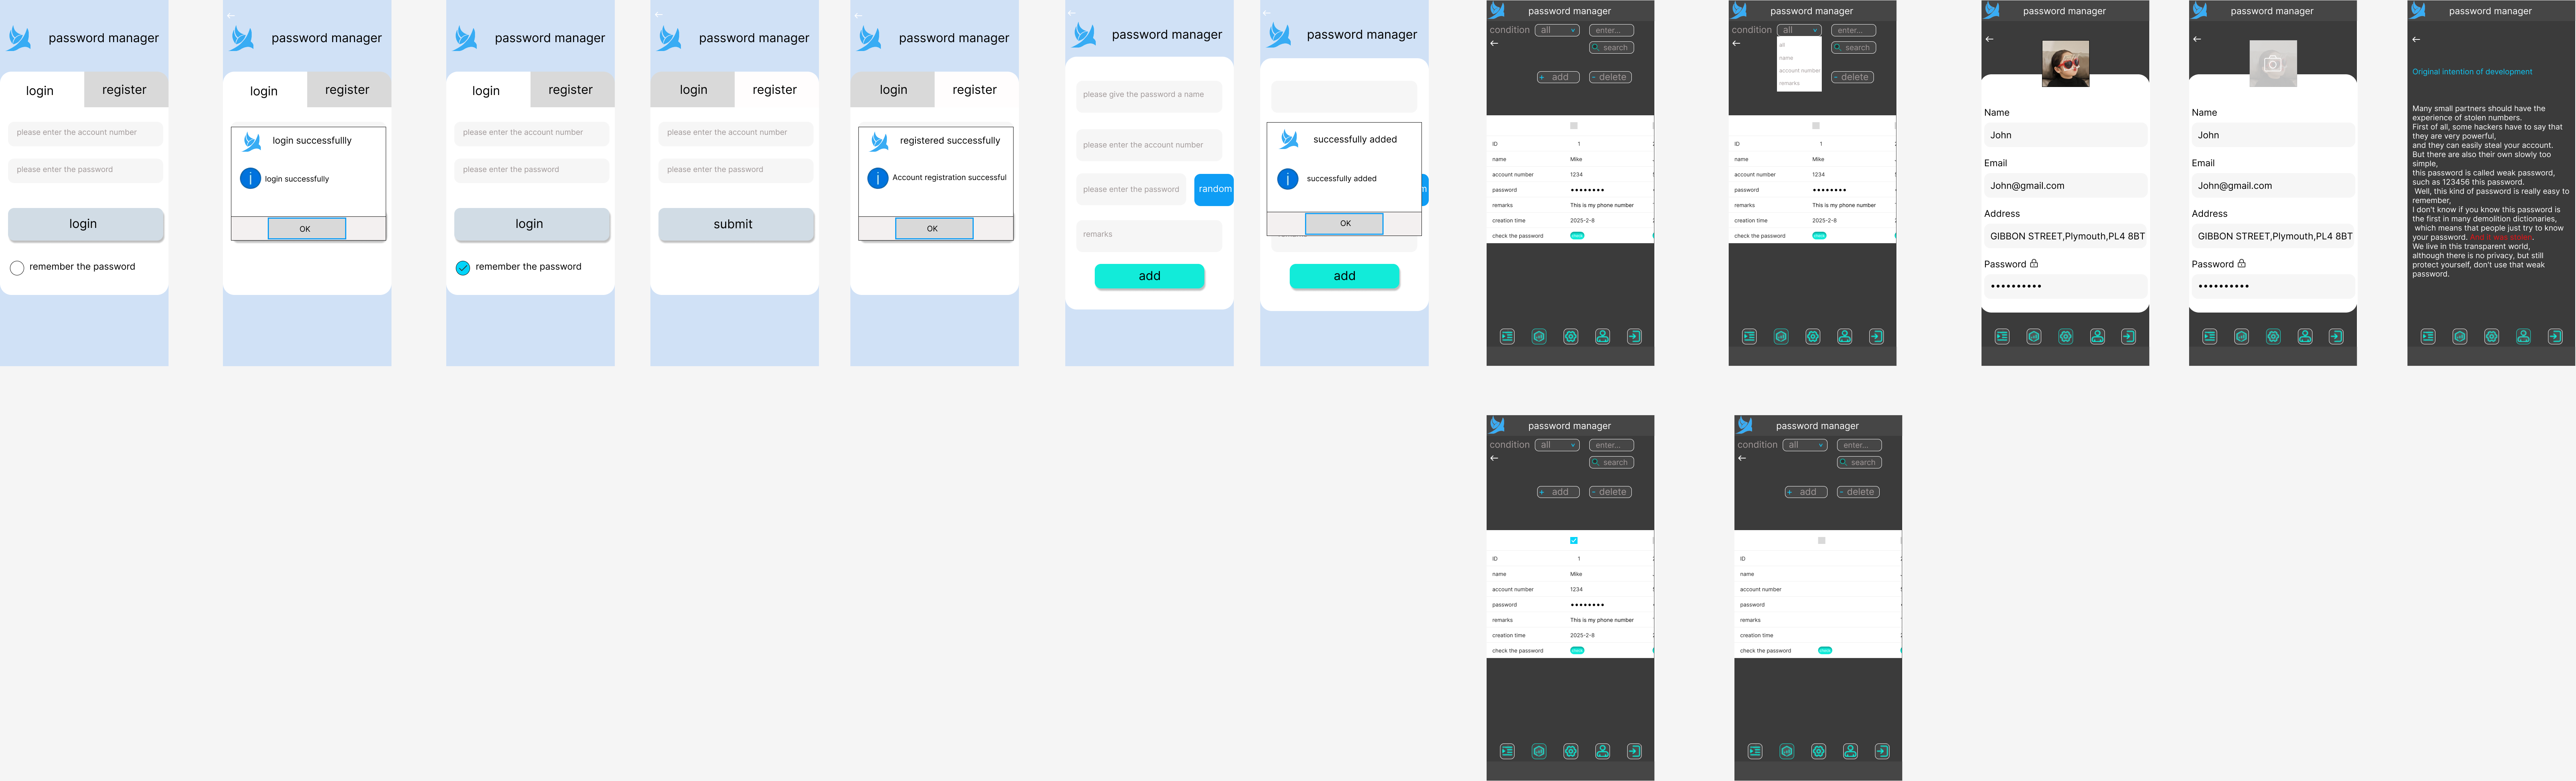 password manager
login
register
please enter the account number
please enter the password
login
remember the password
password manager
login
register
login successfullly
login successfully
OK
password manager
login
register
please enter the account number
please enter the password
login
remember the password
password manager
login
register
please enter the account number
please enter the password
submit
password manager
login
register
registered successfully
Account registration successful
OK
password manager
please give the password a name
please enter the account number
please enter the password
random
remarks
add
password manager
successfully added
successfully added
OK
add
password manager
condition
all
enter...
search
+ add
- delete
ID 1
name Mike
account number 1234
password ••••••••
remarks This is my phone number
creation time 2025-2-8
check the password
password manager
condition
all
enter...
search
all
name
account number
remarks
- delete
ID 1
name Mike
account number 1234
password ••••••••
remarks This is my phone number
creation time 2025-2-8
check the password
password manager
Name
John
Email
John@gmail.com
Address
GIBBON STREET,Plymouth,PL4 8BT
Password
••••••••••
password manager
Name
John
Email
John@gmail.com
Address
GIBBON STREET,Plymouth,PL4 8BT
Password
••••••••••
password manager
Original intention of development
Many small partners should have the
experience of stolen numbers.
First of all, some hackers have to say that
they are very powerful,
and they can easily steal your account.
But there are also their own slowly too
simple,
this password is called weak password,
such as 123456 this password.
Well, this kind of password is really easy to
remember,
I don't know if you know this password is
the first in many demolition dictionaries,
which means that people just try to know
your password.
We live in this transparent world,
although there is no privacy, but still
protect yourself, don't use that weak
password.
password manager
condition
all
enter...
search
+ add
- delete
ID 1
name Mike
account number 1234
password ••••••••
remarks This is my phone number
creation time 2025-2-8
check the password
password manager
condition
all
enter...
search
+ add
- delete
ID
name
account number
password
remarks
creation time
check the password